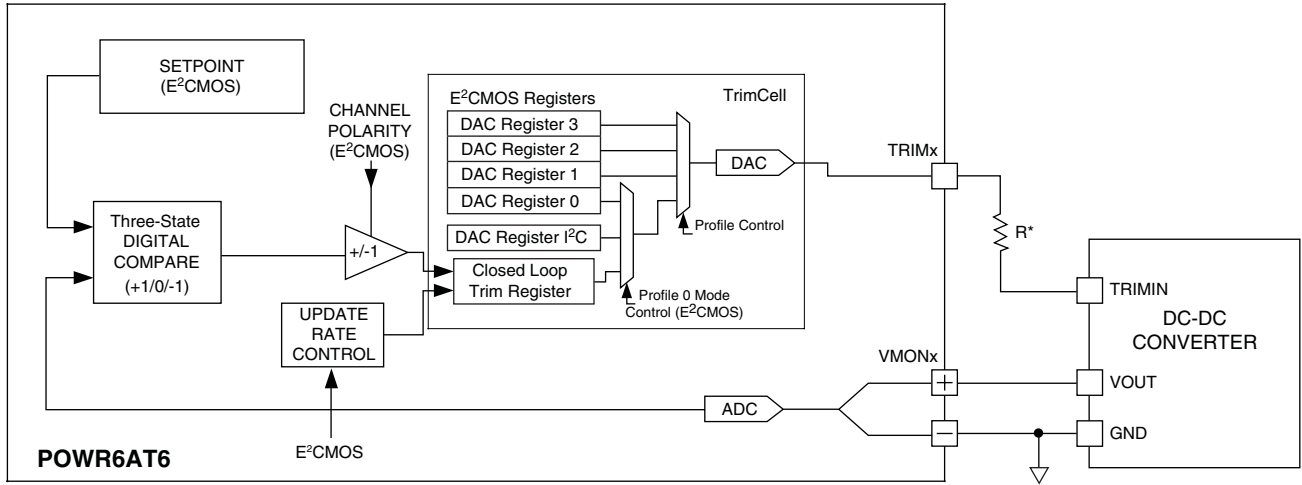 SETPOINT
(E²CMOS)
CHANNEL
POLARITY
(E²CMOS)
E²CMOS Registers
TrimCell
DAC Register 3
DAC Register 2
DAC Register 1
DAC Register 0
DAC Register I²C
Closed Loop
Trim Register
DAC
Profile Control
Profile 0 Mode
Control (E²CMOS)
Three-State
DIGITAL
COMPARE
(+1/0/-1)
+/-1
UPDATE
RATE
CONTROL
E²CMOS
ADC
TRIMx
R*
VMONx
+
–
TRIMIN
DC-DC
CONVERTER
VOUT
GND
POWR6AT6